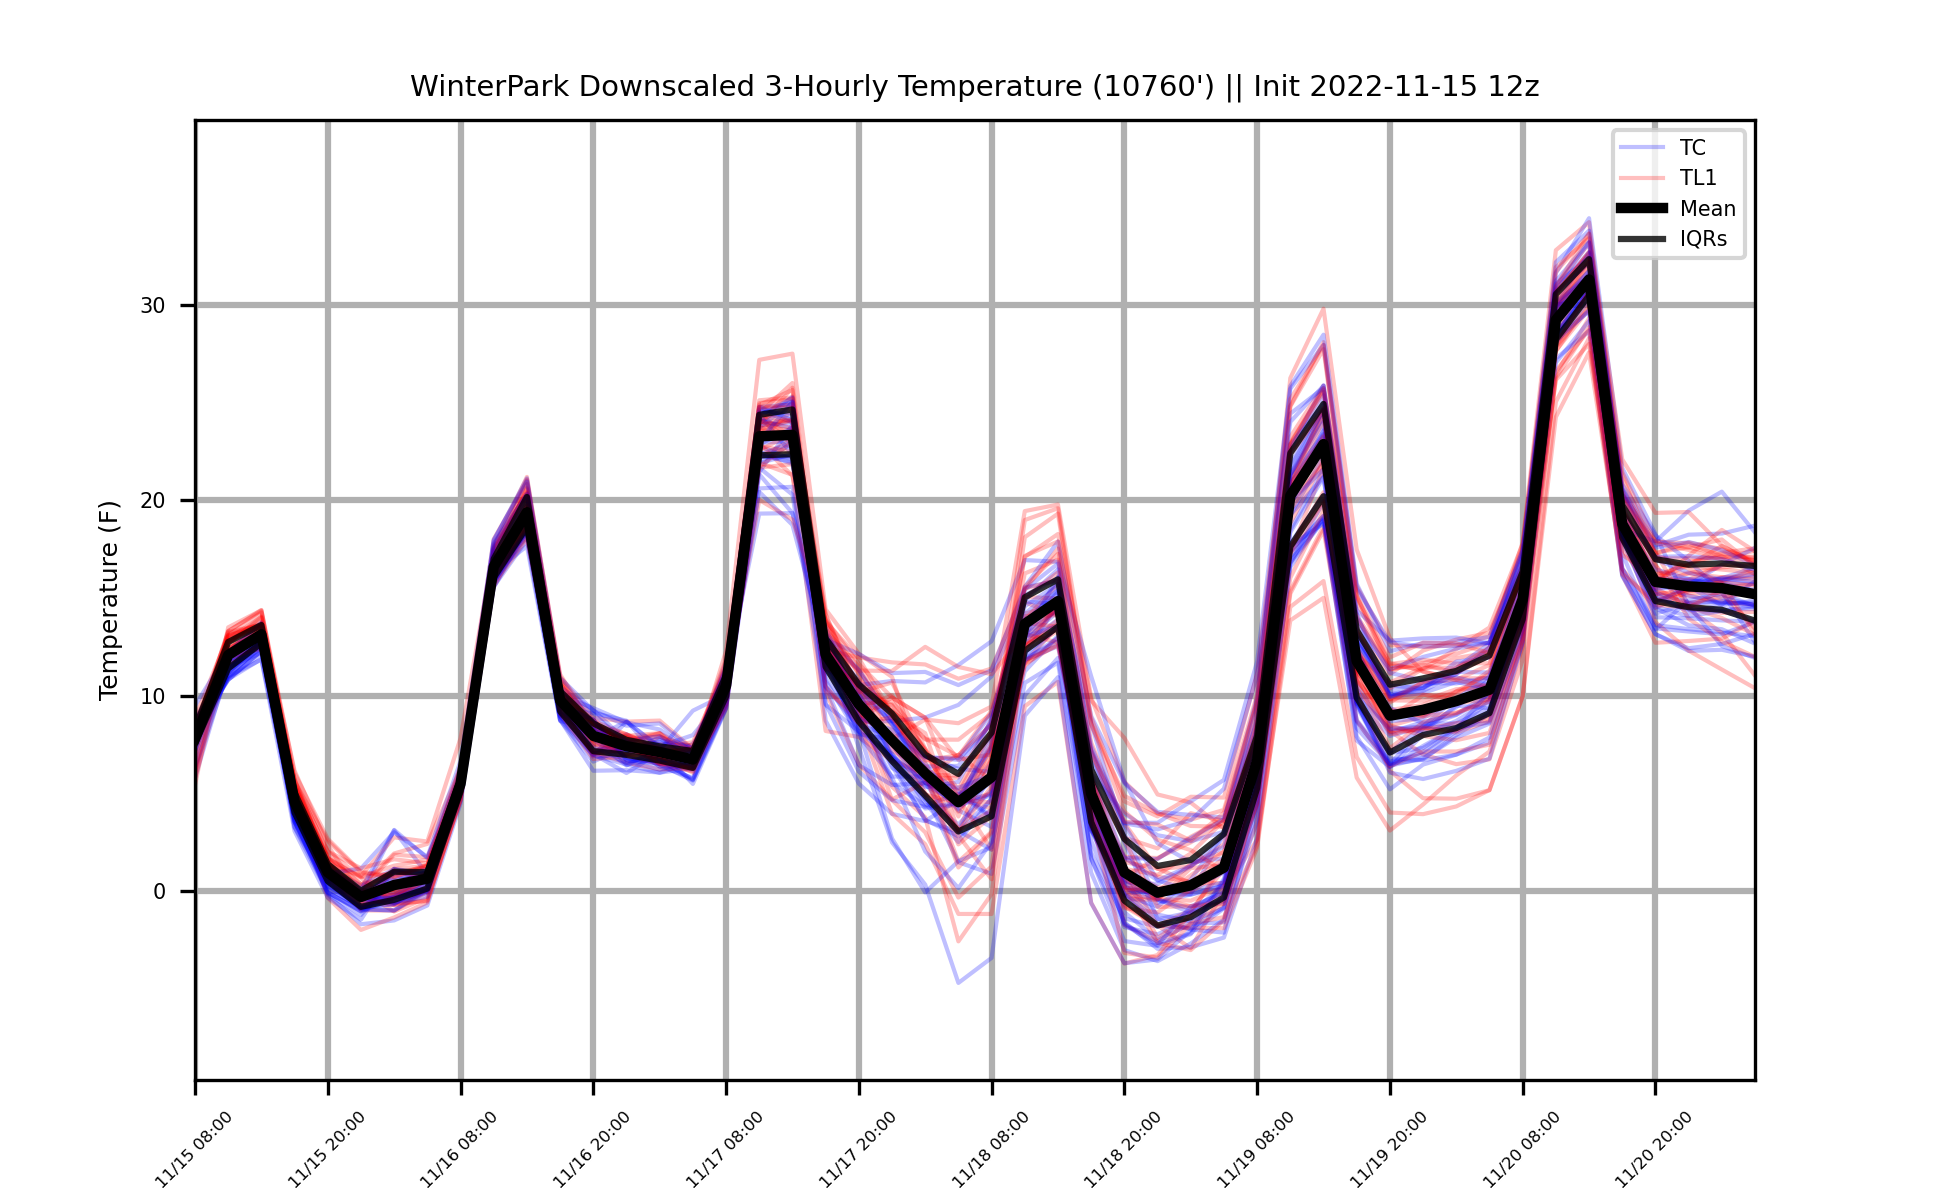 WinterPark Downscaled 3-Hourly Temperature (10760') || Init 2022-11-15 12z
TC
TL1
Mean
IQRs
Temperature (F)
30
20
10
0
11/15 08:00
11/15 20:00
11/16 08:00
11/16 20:00
11/17 08:00
11/17 20:00
11/18 08:00
11/18 20:00
11/19 08:00
11/19 20:00
11/20 08:00
11/20 20:00